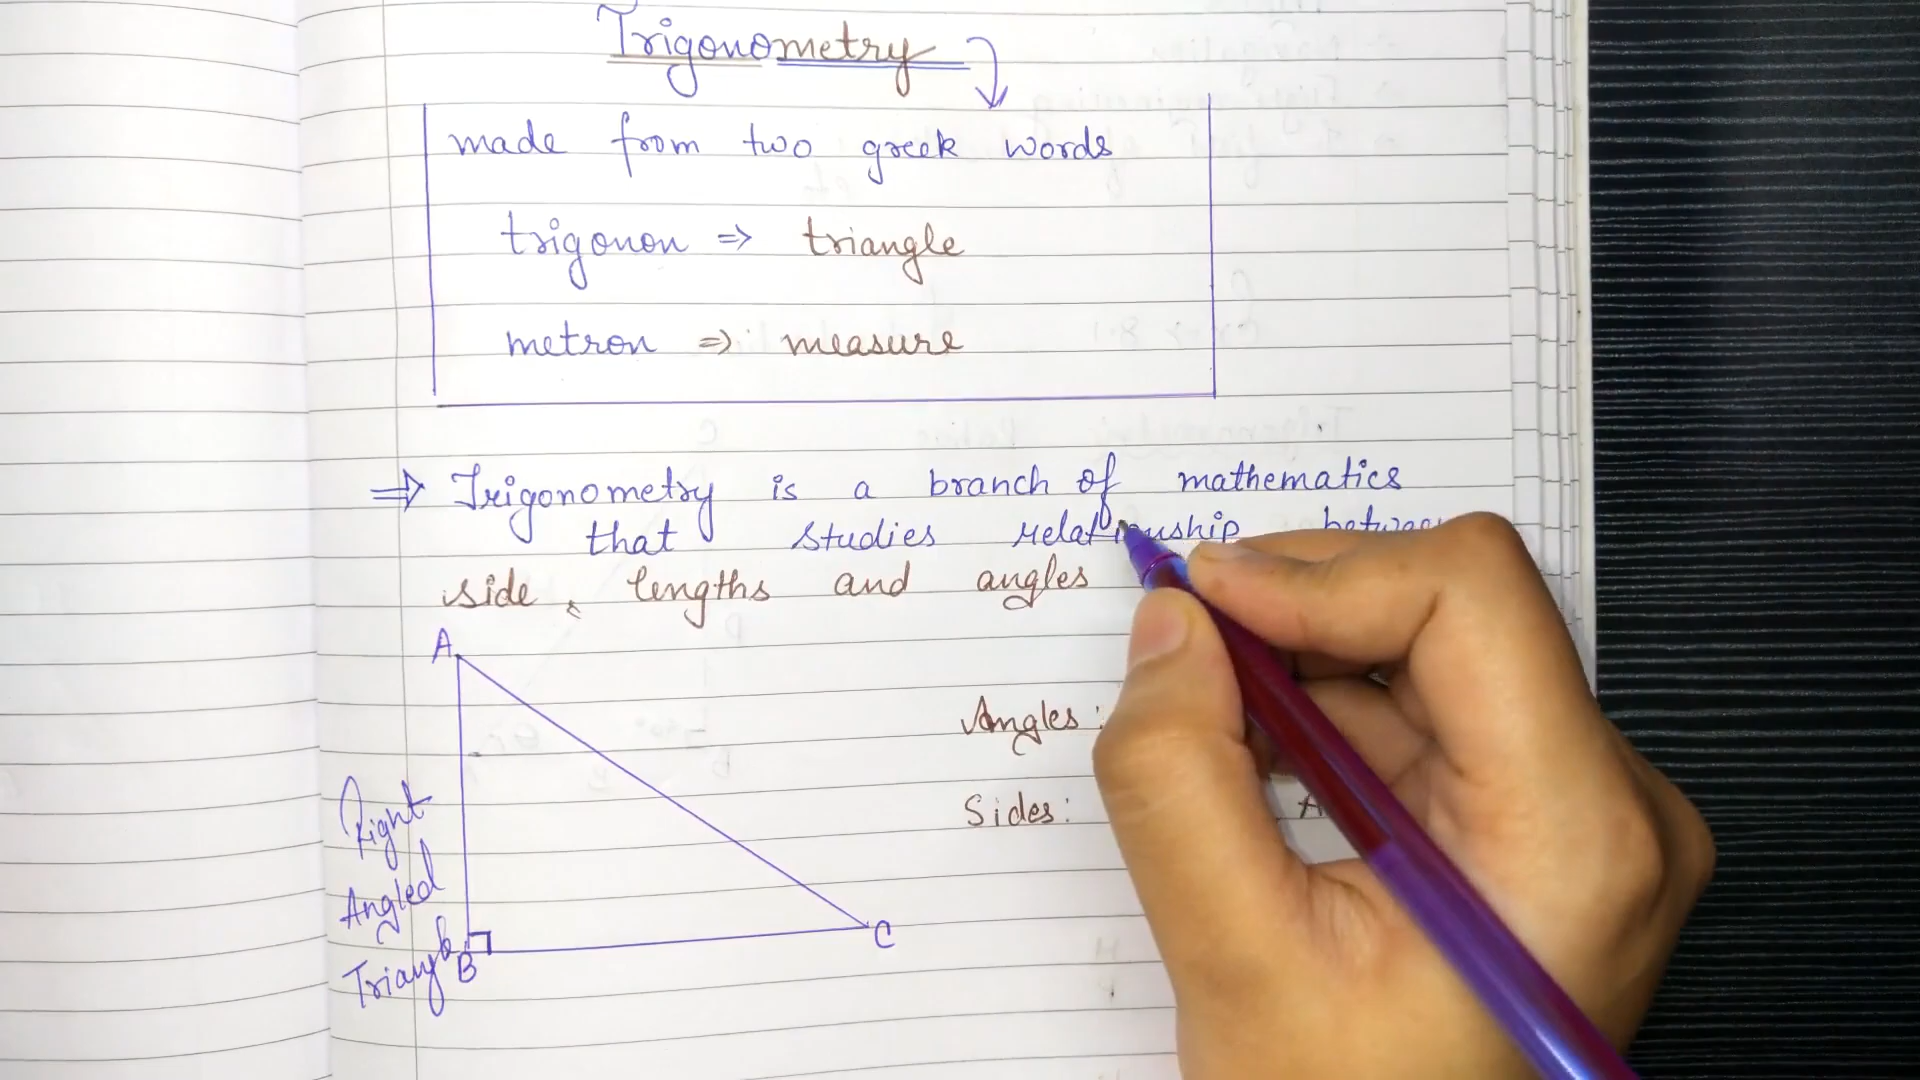 Trigonometry
made from two greek words
trigonon => triangle
metron => measure
=> Trigonometry is a branch of mathematics
that studies relationship between
side, lengths and angles
A
Angles:
Sides: A
Right
Angled
Triangle
B
C